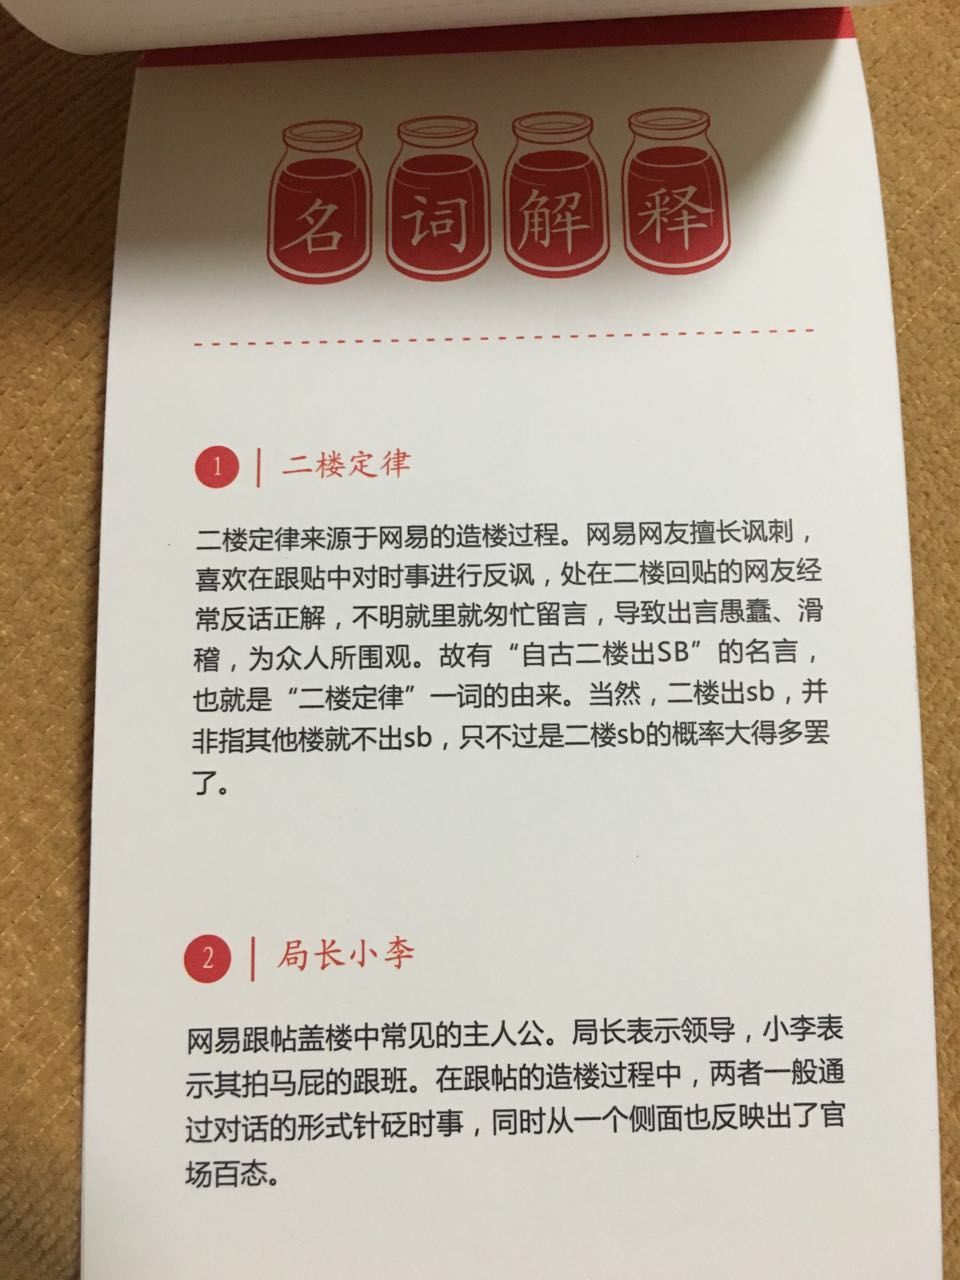 名词解释
1 | 二楼定律
二楼定律来源于网易的造楼过程。网易网友擅长讽刺，
喜欢在跟贴中对时事进行反讽，处在二楼回贴的网友经
常反话正解，不明就里就匆忙留言，导致出言愚蠢、滑
稽，为众人所围观。故有“自古二楼出SB”的名言，
也就是“二楼定律”一词的由来。当然，二楼出sb，并
非指其他楼就不出sb，只不过是二楼sb的概率大得多罢
了。
2 | 局长小李
网易跟帖盖楼中常见的主人公。局长表示领导，小李表
示其拍马屁的跟班。在跟帖的造楼过程中，两者一般通
过对话的形式针砭时事，同时从一个侧面也反映出了官
场百态。